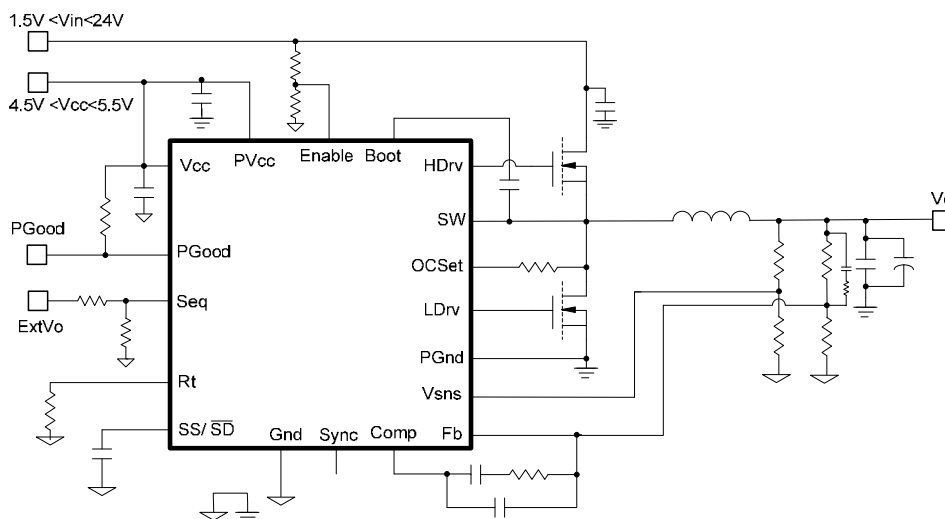 1.5V <Vin<24V
4.5V <Vcc<5.5V
Vcc
PVcc
Enable
Boot
HDrv
SW
OCSet
LDrv
PGnd
Vsns
Fb
PGood
PGood
Seq
ExtVo
Rt
SS/ SD
Gnd
Sync
Comp